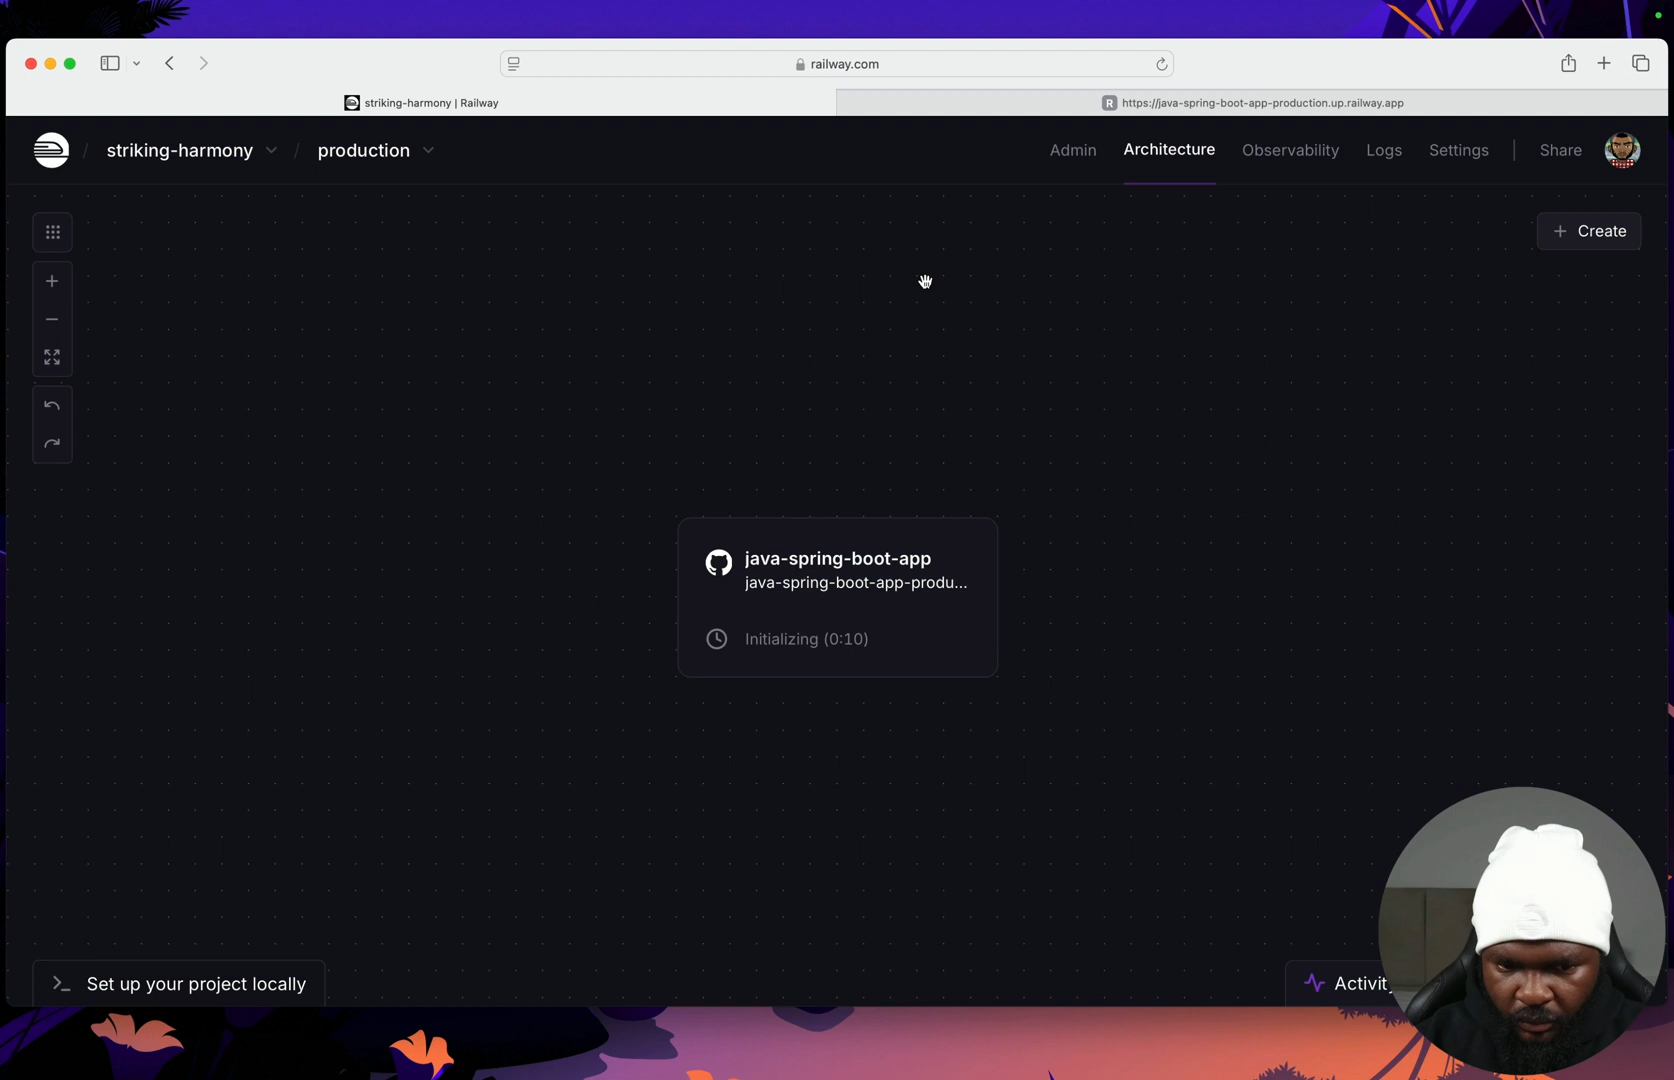 railway.com
striking-harmony | Railway
R https://java-spring-boot-app-production.up.railway.app
/ striking-harmony / production
Admin Architecture Observability Logs Settings | Share
+ Create
java-spring-boot-app
java-spring-boot-app-produ...
Initializing (0:10)
>_ Set up your project locally
Activity